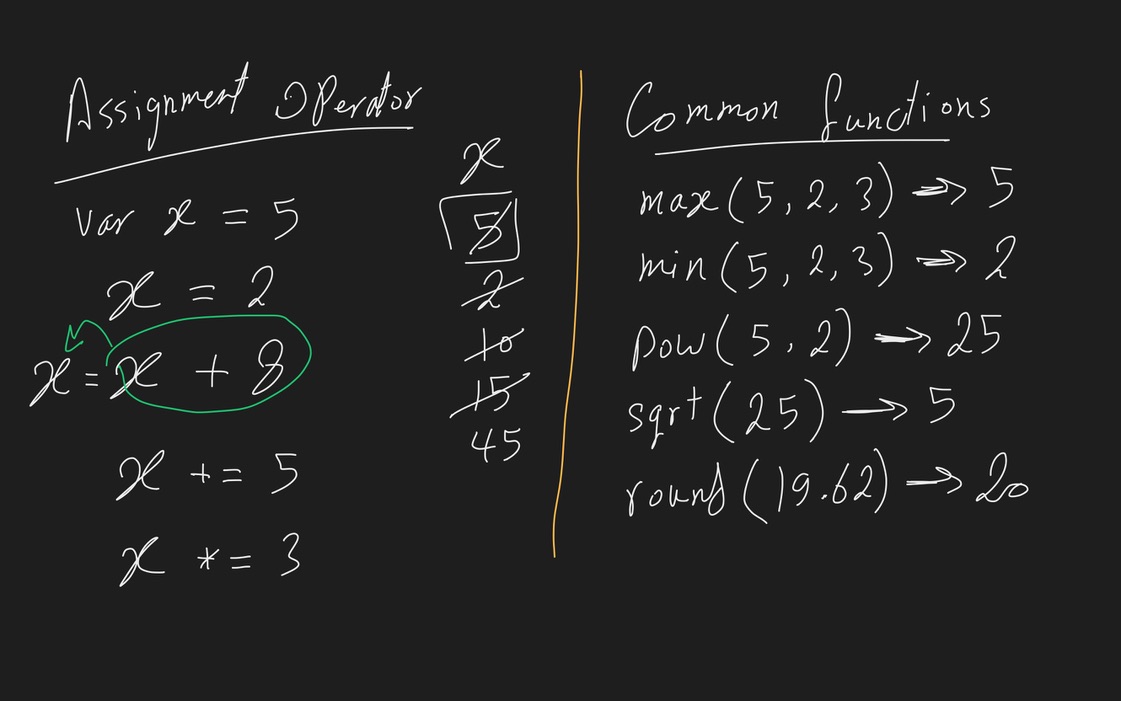 Assignment Operator
var x = 5
x = 2
x = x + 8
x += 5
x *= 3
x
5
2
10
15
45
Common functions
max(5, 2, 3) → 5
min(5, 2, 3) → 2
pow(5, 2) → 25
sqrt(25) → 5
round(19.62) → 20